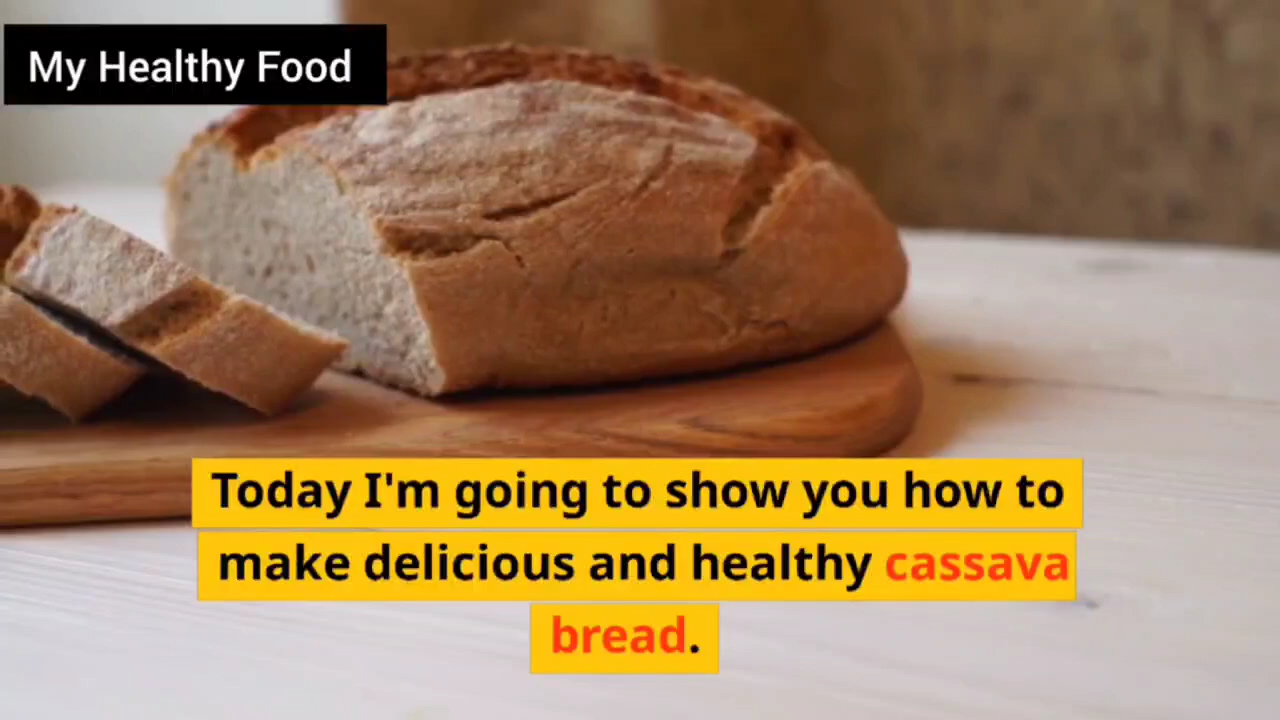 My Healthy Food
Today I'm going to show you how to
make delicious and healthy cassava
bread.